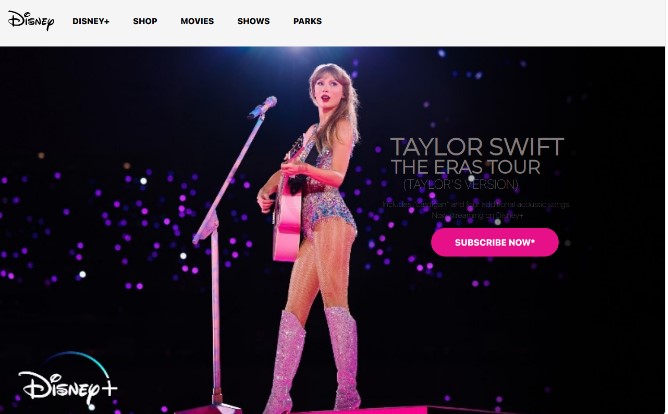 Disney DISNEY+ SHOP MOVIES SHOWS PARKS
TAYLOR SWIFT
THE ERAS TOUR
(TAYLOR'S VERSION)
additional acoustic songs
Now streaming on Disney+
SUBSCRIBE NOW*
Disney+